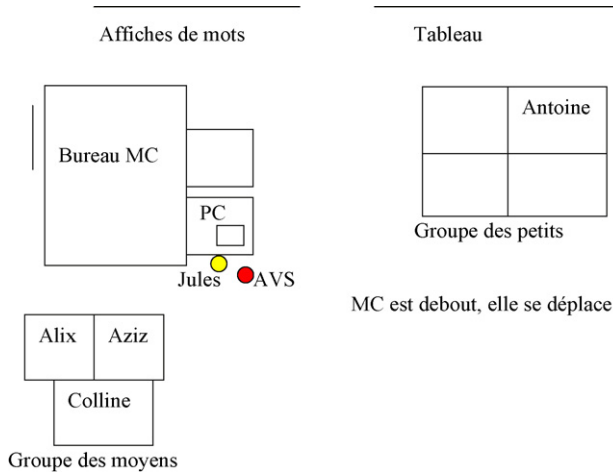 Affiches de mots
Tableau
Antoine
Bureau MC
PC
Groupe des petits
Jules
AVS
MC est debout, elle se déplace
Alix
Aziz
Colline
Groupe des moyens